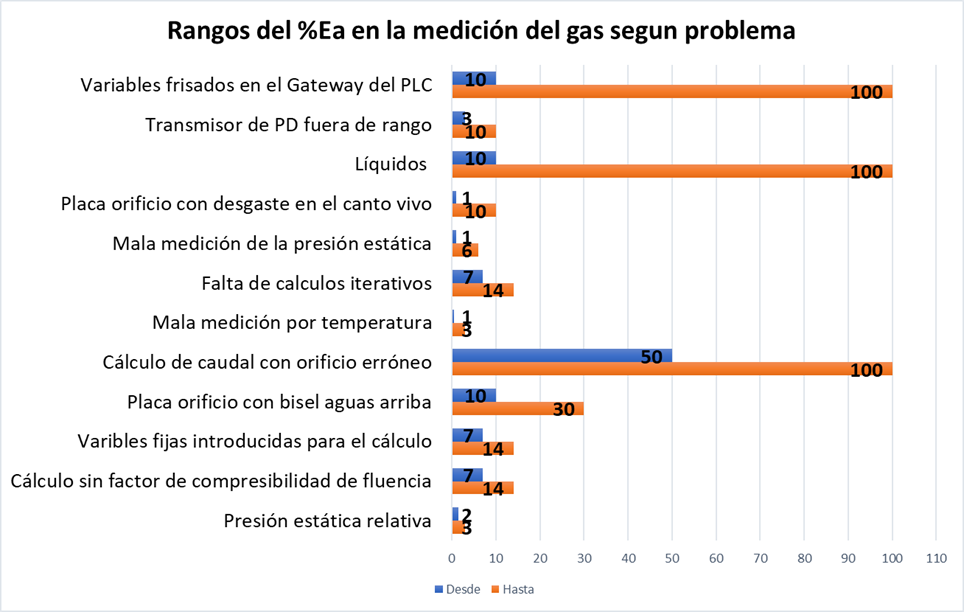 Rangos del %Ea en la medición del gas segun problema
Variables frisados en el Gateway del PLC
10
100
Transmisor de PD fuera de rango
3
10
Líquidos
10
100
Placa orificio con desgaste en el canto vivo
1
10
Mala medición de la presión estática
1
6
Falta de calculos iterativos
7
14
Mala medición por temperatura
1
3
Cálculo de caudal con orificio erróneo
50
100
Placa orificio con bisel aguas arriba
10
30
Varibles fijas introducidas para el cálculo
7
14
Cálculo sin factor de compresibilidad de fluencia
7
14
Presión estática relativa
2
3
0 10 20 30 40 50 60 70 80 90 100 110
Desde Hasta